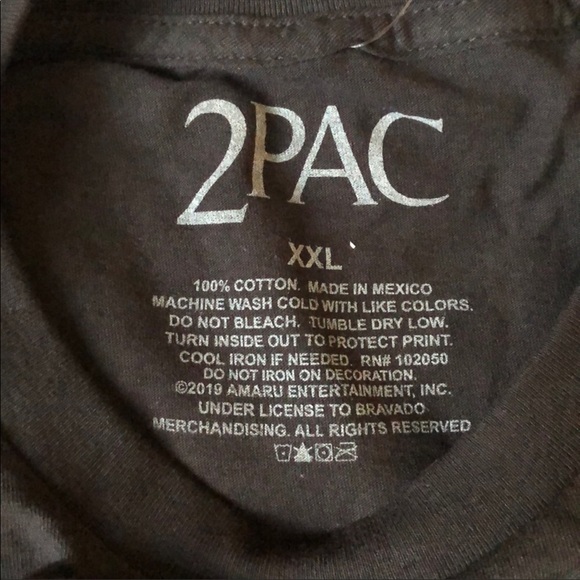 2PAC
XXL
100% COTTON. MADE IN MEXICO
MACHINE WASH COLD WITH LIKE COLORS.
DO NOT BLEACH. TUMBLE DRY LOW.
TURN INSIDE OUT TO PROTECT PRINT.
COOL IRON IF NEEDED. RN# 102050
DO NOT IRON ON DECORATION.
©2019 AMARU ENTERTAINMENT, INC.
UNDER LICENSE TO BRAVADO
MERCHANDISING. ALL RIGHTS RESERVED